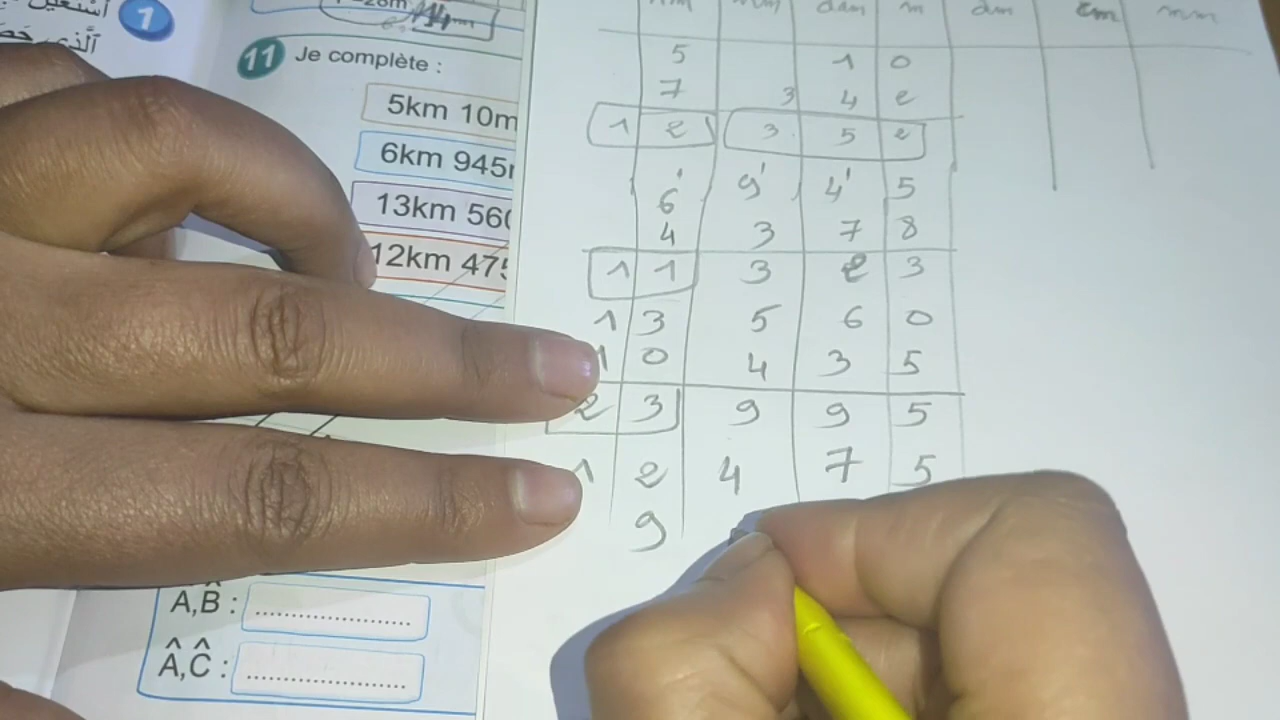 1
11 Je complète :
5km 10m
6km 945
13km 56
12km 475
Â,B̂ : ....................
Â,Ĉ : ....................
dam m dm cm mm
5 1 0
7 3 4 2
1 2 3 5 2
6 9 4 5
4 3 7 8
1 1 3 2 3
1 3 5 6 0
1 0 4 3 5
2 3 9 9 5
1 2 4 7 5
9